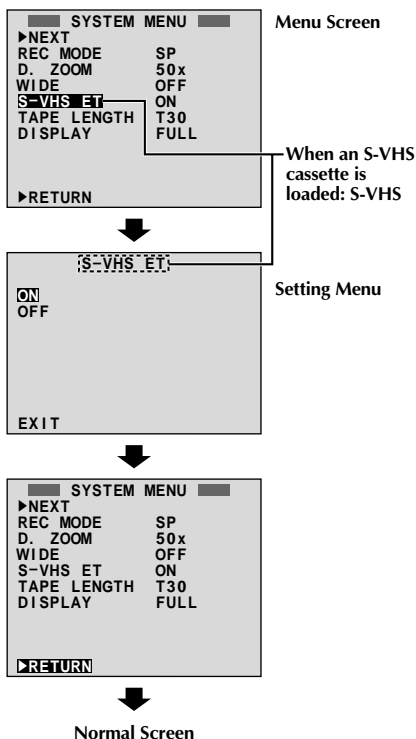 SYSTEM MENU
▶NEXT
REC MODE SP
D. ZOOM 50x
WIDE OFF
S–VHS ET ON
TAPE LENGTH T30
DISPLAY FULL
▶RETURN
Menu Screen
When an S-VHS
cassette is
loaded: S-VHS
S–VHS ET
ON
OFF
EXIT
Setting Menu
SYSTEM MENU
▶NEXT
REC MODE SP
D. ZOOM 50x
WIDE OFF
S–VHS ET ON
TAPE LENGTH T30
DISPLAY FULL
▶RETURN
Normal Screen